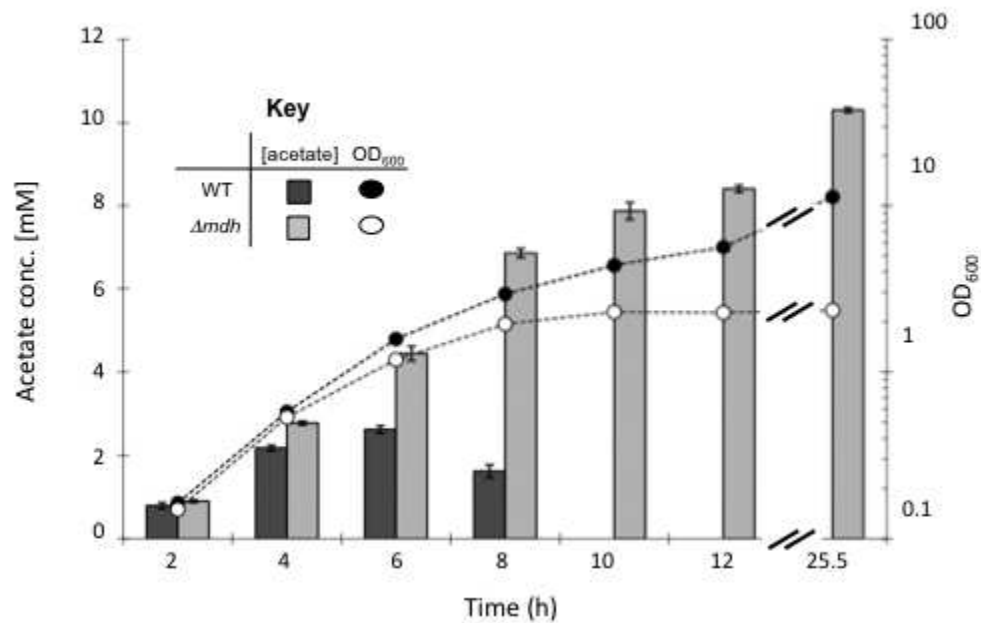 12
10
8
6
4
2
0
Acetate conc. [mM]
Key
[acetate] OD600
WT
Δmdh
100
10
1
0.1
OD600
2 4 6 8 10 12 25.5
Time (h)